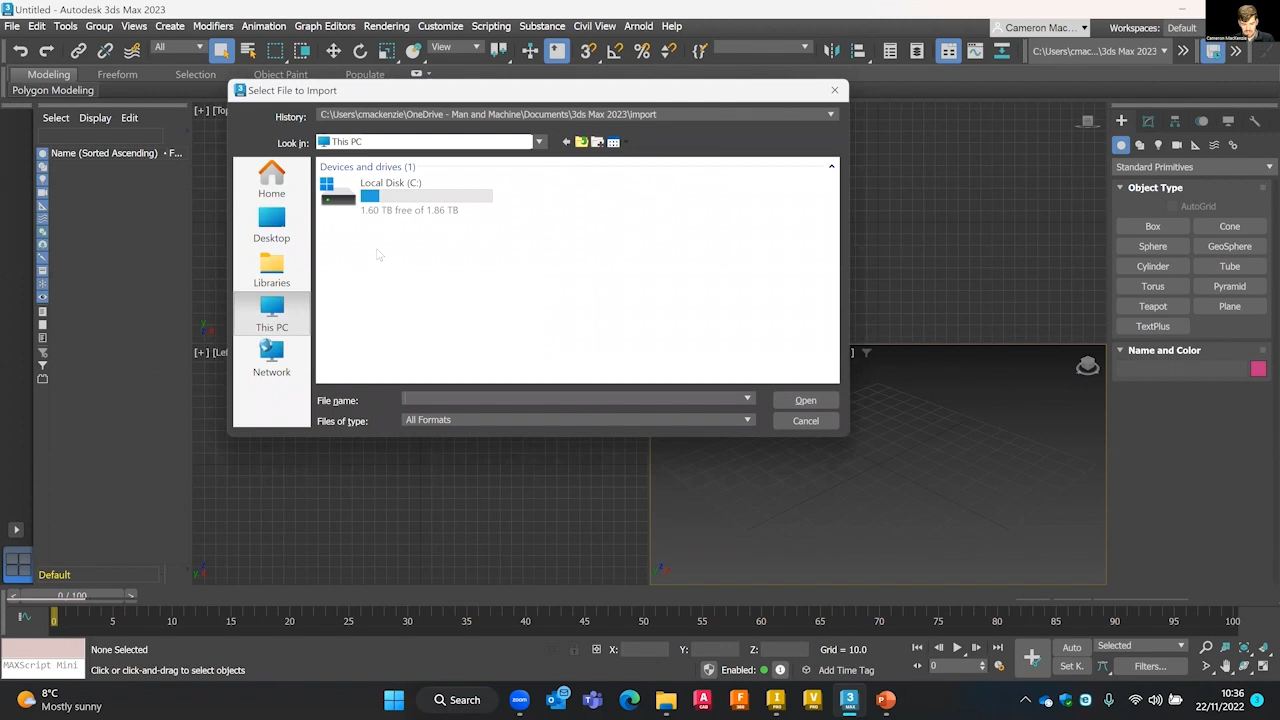 Untitled - Autodesk 3ds Max 2023
File Edit Tools Group Views Create Modifiers Animation Graph Editors Rendering Customize Scripting Substance Civil View Arnold Help
Cameron Mac...
Workspaces: Default
All
View
C:\Users\cmac...\3ds Max 2023
Modeling Freeform Selection Object Paint Populate
Polygon Modeling
Select Display Edit
Name (Sorted Ascending) F...
[+] [Top
[+] [Left
Select File to Import
History: C:\Users\cmackenzie\OneDrive - Man and Machine\Documents\3ds Max 2023\import
Look in: This PC
Home
Desktop
Libraries
This PC
Network
Devices and drives (1)
Local Disk (C:)
1.60 TB free of 1.86 TB
File name:
Open
Files of type: All Formats
Cancel
Standard Primitives
Object Type
AutoGrid
Box Cone
Sphere GeoSphere
Cylinder Tube
Torus Pyramid
Teapot Plane
TextPlus
Name and Color
Default
0 / 100
0 5 10 15 20 25 30 35 40 45 50 55 60 65 70 75 80 85 90 95 100
None Selected
X: Y: Z: Grid = 10.0
Auto Selected
MAXScript Mini
Click or click-and-drag to select objects
Enabled:
Add Time Tag
0
Set K. Filters...
8°C
Mostly sunny
Search
zoom
10:36
22/11/2022
3